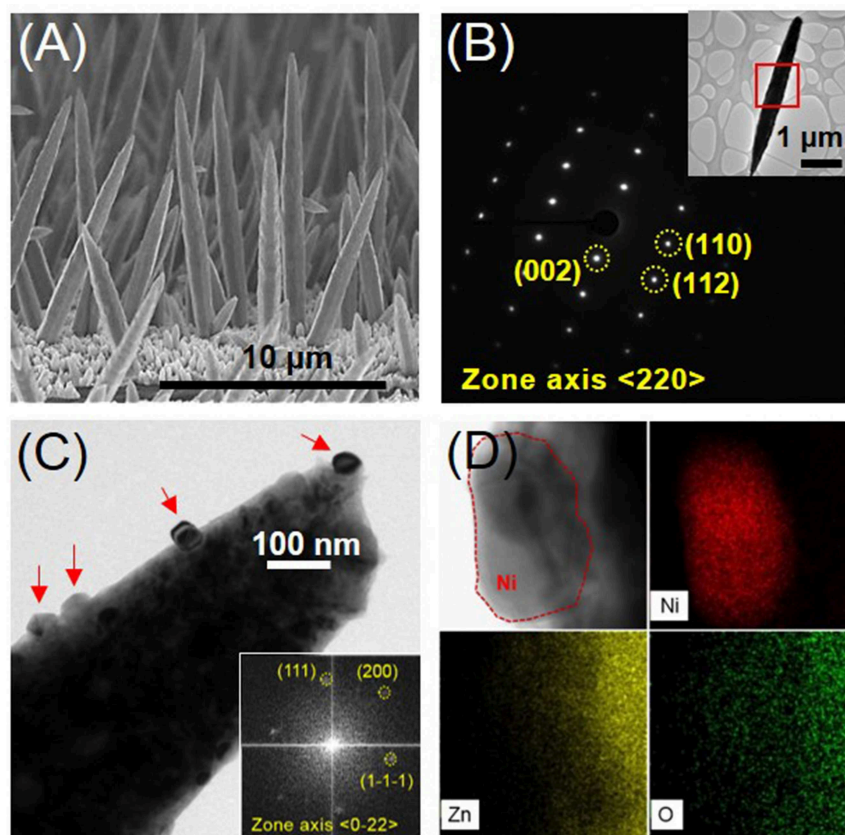 (A)
10 µm
(B)
1 µm
(002)
(110)
(112)
Zone axis <220>
(C)
100 nm
(111)
(200)
(1-1-1)
Zone axis <0-22>
(D)
Ni
Ni
Zn
O